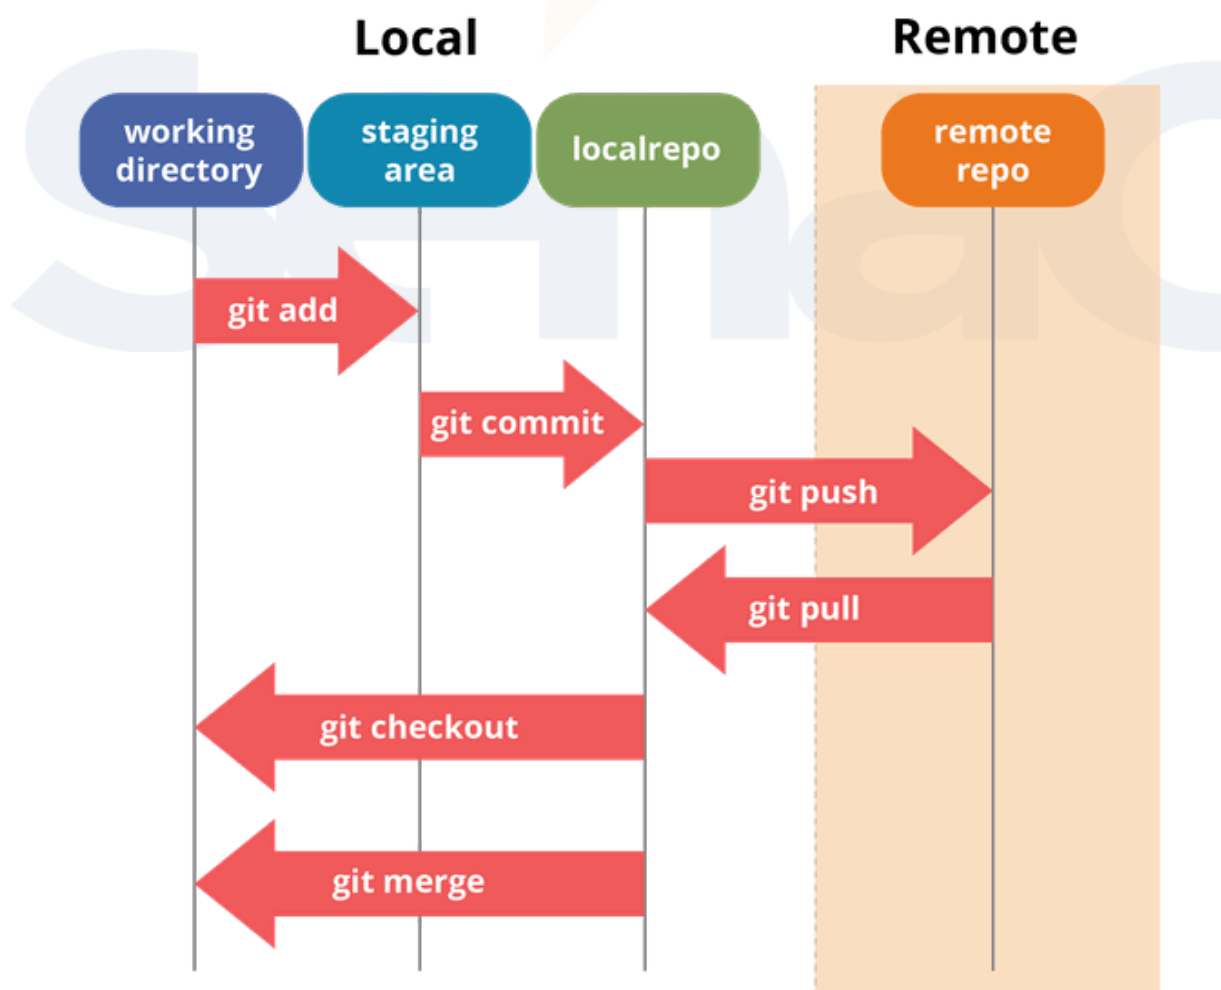 Local
Remote
working
directory
staging
area
localrepo
remote
repo
git add
git commit
git push
git pull
git checkout
git merge